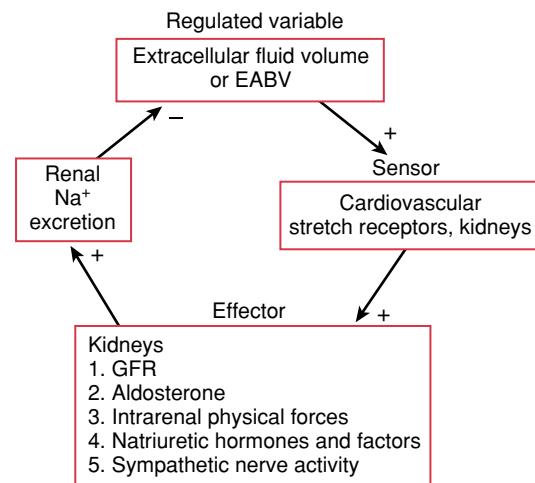 Regulated variable
Extracellular fluid volume
or EABV
–
+
Sensor
Cardiovascular
stretch receptors, kidneys
Renal
Na⁺
excretion
+
+
Effector
Kidneys
1. GFR
2. Aldosterone
3. Intrarenal physical forces
4. Natriuretic hormones and factors
5. Sympathetic nerve activity